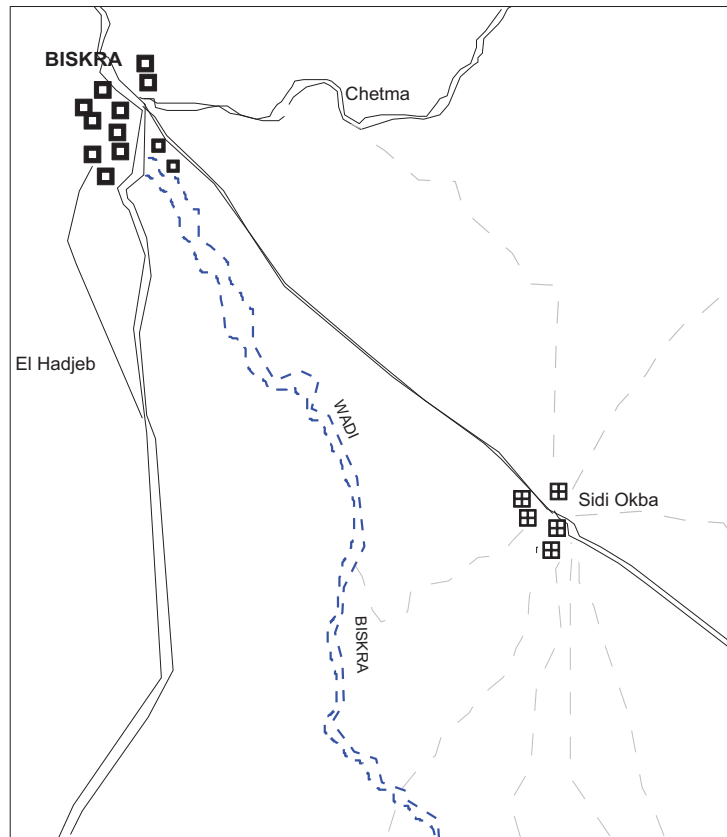 BISKRA
Chetma
El Hadjeb
WADI
Sidi Okba
r
BISKRA